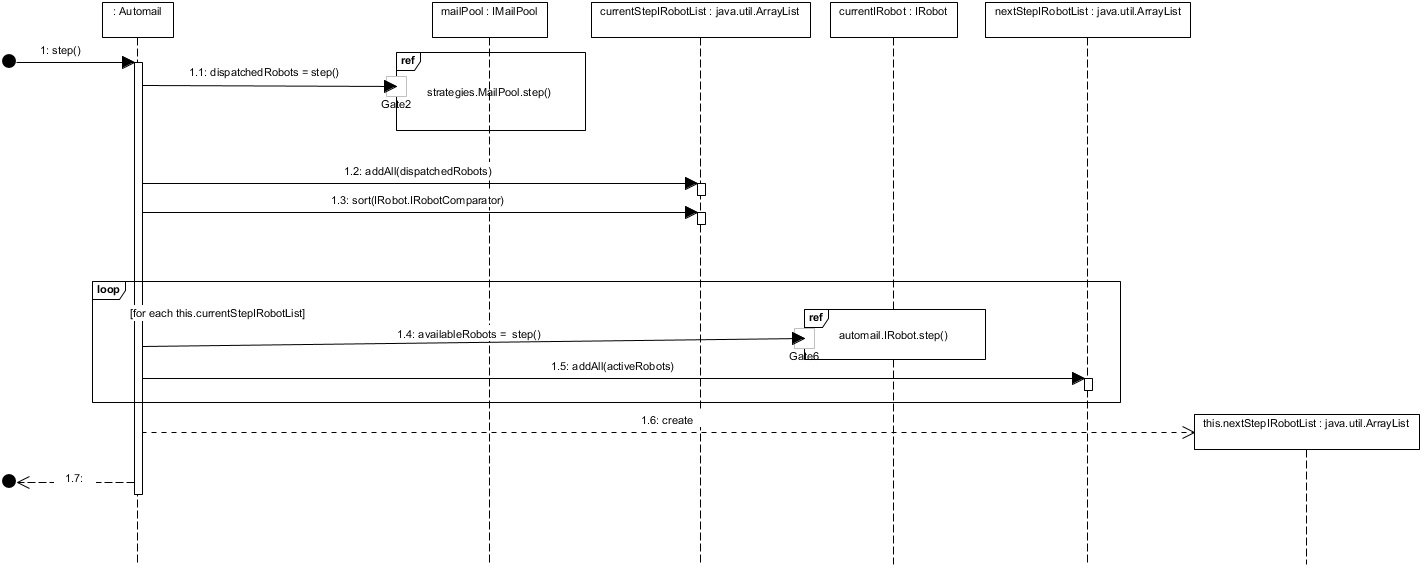 : Automail
mailPool : IMailPool
currentStepIRobotList : java.util.ArrayList
currentIRobot : IRobot
nextStepIRobotList : java.util.ArrayList
1: step()
ref
1.1: dispatchedRobots = step()
strategies.MailPool.step()
Gate2
1.2: addAll(dispatchedRobots)
1.3: sort(IRobot.IRobotComparator)
loop
[for each this.currentStepIRobotList]
ref
1.4: availableRobots = step()
automail.IRobot.step()
Gate6
1.5: addAll(activeRobots)
1.6: create
this.nextStepIRobotList : java.util.ArrayList
1.7: